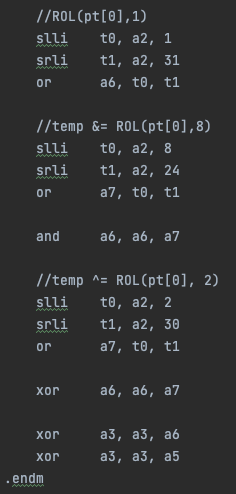 //ROL(pt[0],1)
slli t0, a2, 1
srli t1, a2, 31
or a6, t0, t1
//temp &= ROL(pt[0],8)
slli t0, a2, 8
srli t1, a2, 24
or a7, t0, t1
and a6, a6, a7
//temp ^= ROL(pt[0], 2)
slli t0, a2, 2
srli t1, a2, 30
or a7, t0, t1
xor a6, a6, a7
xor a3, a3, a6
xor a3, a3, a5
.endm